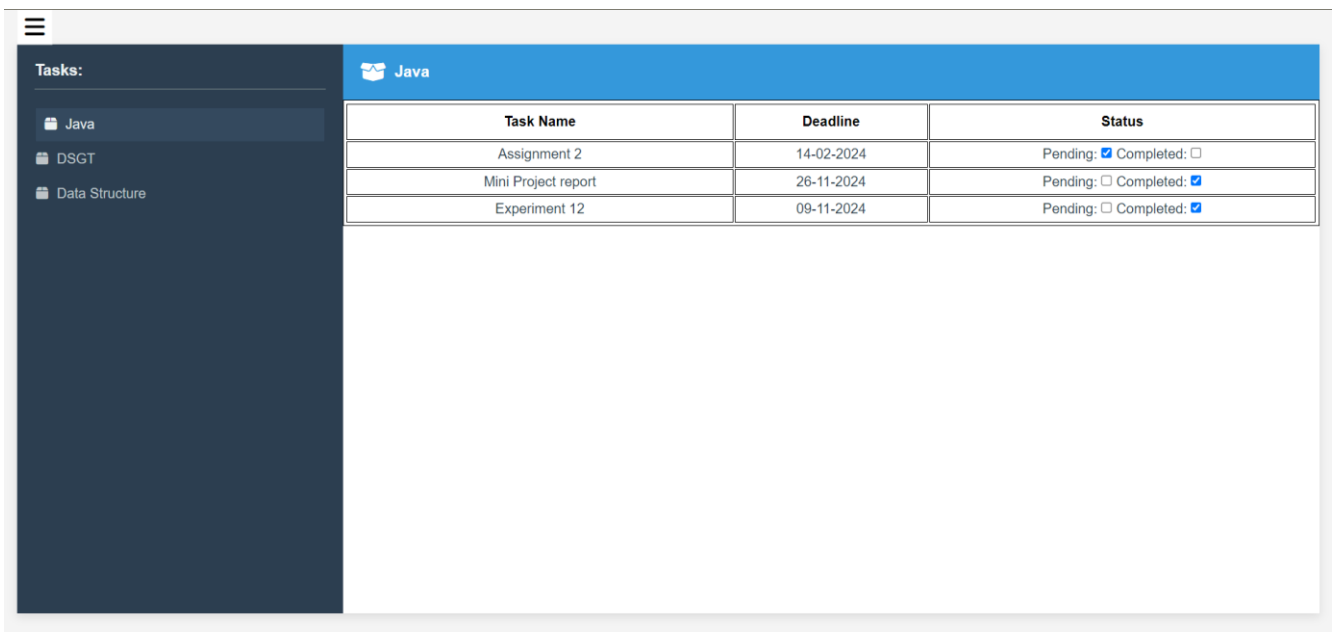 Tasks:
Java
DSGT
Data Structure
Java
Task Name Deadline Status
Assignment 2 14-02-2024 Pending: Completed:
Mini Project report 26-11-2024 Pending: Completed:
Experiment 12 09-11-2024 Pending: Completed: